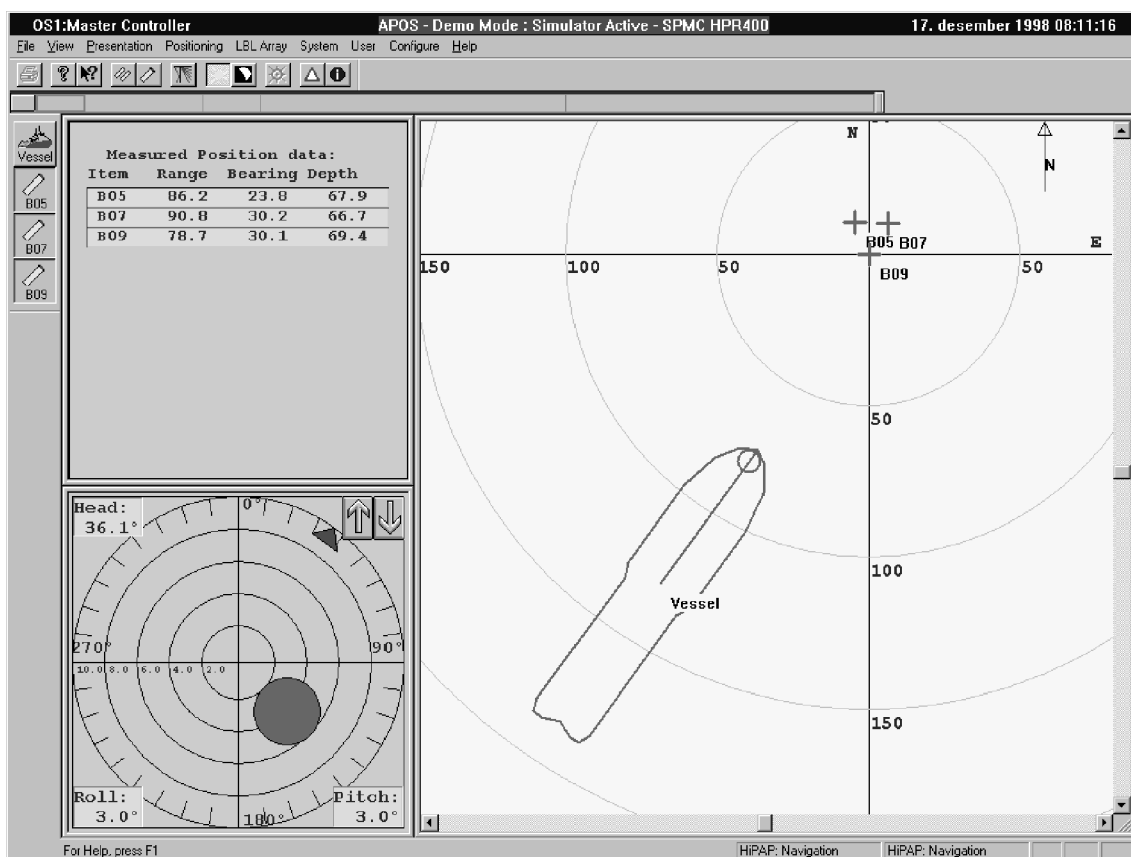 OS1:Master Controller APOS - Demo Mode : Simulator Active - SPMC HPR400 17. desember 1998 08:11:16
File View Presentation Positioning LBL Array System User Configure Help
Vessel
B05
B07
B09
Measured Position data:
Item Range Bearing Depth
B05 86.2 23.8 67.9
B07 90.8 30.2 66.7
B09 78.7 30.1 69.4
Head:
36.1°
0°
270°
90°
10.0 8.0 6.0 4.0 2.0
Roll:
3.0°
180°
Pitch:
3.0°
N
N
B05 B07
E
150 100 50 50
B09
50
100
Vessel
150
For Help, press F1 HiPAP: Navigation HiPAP: Navigation